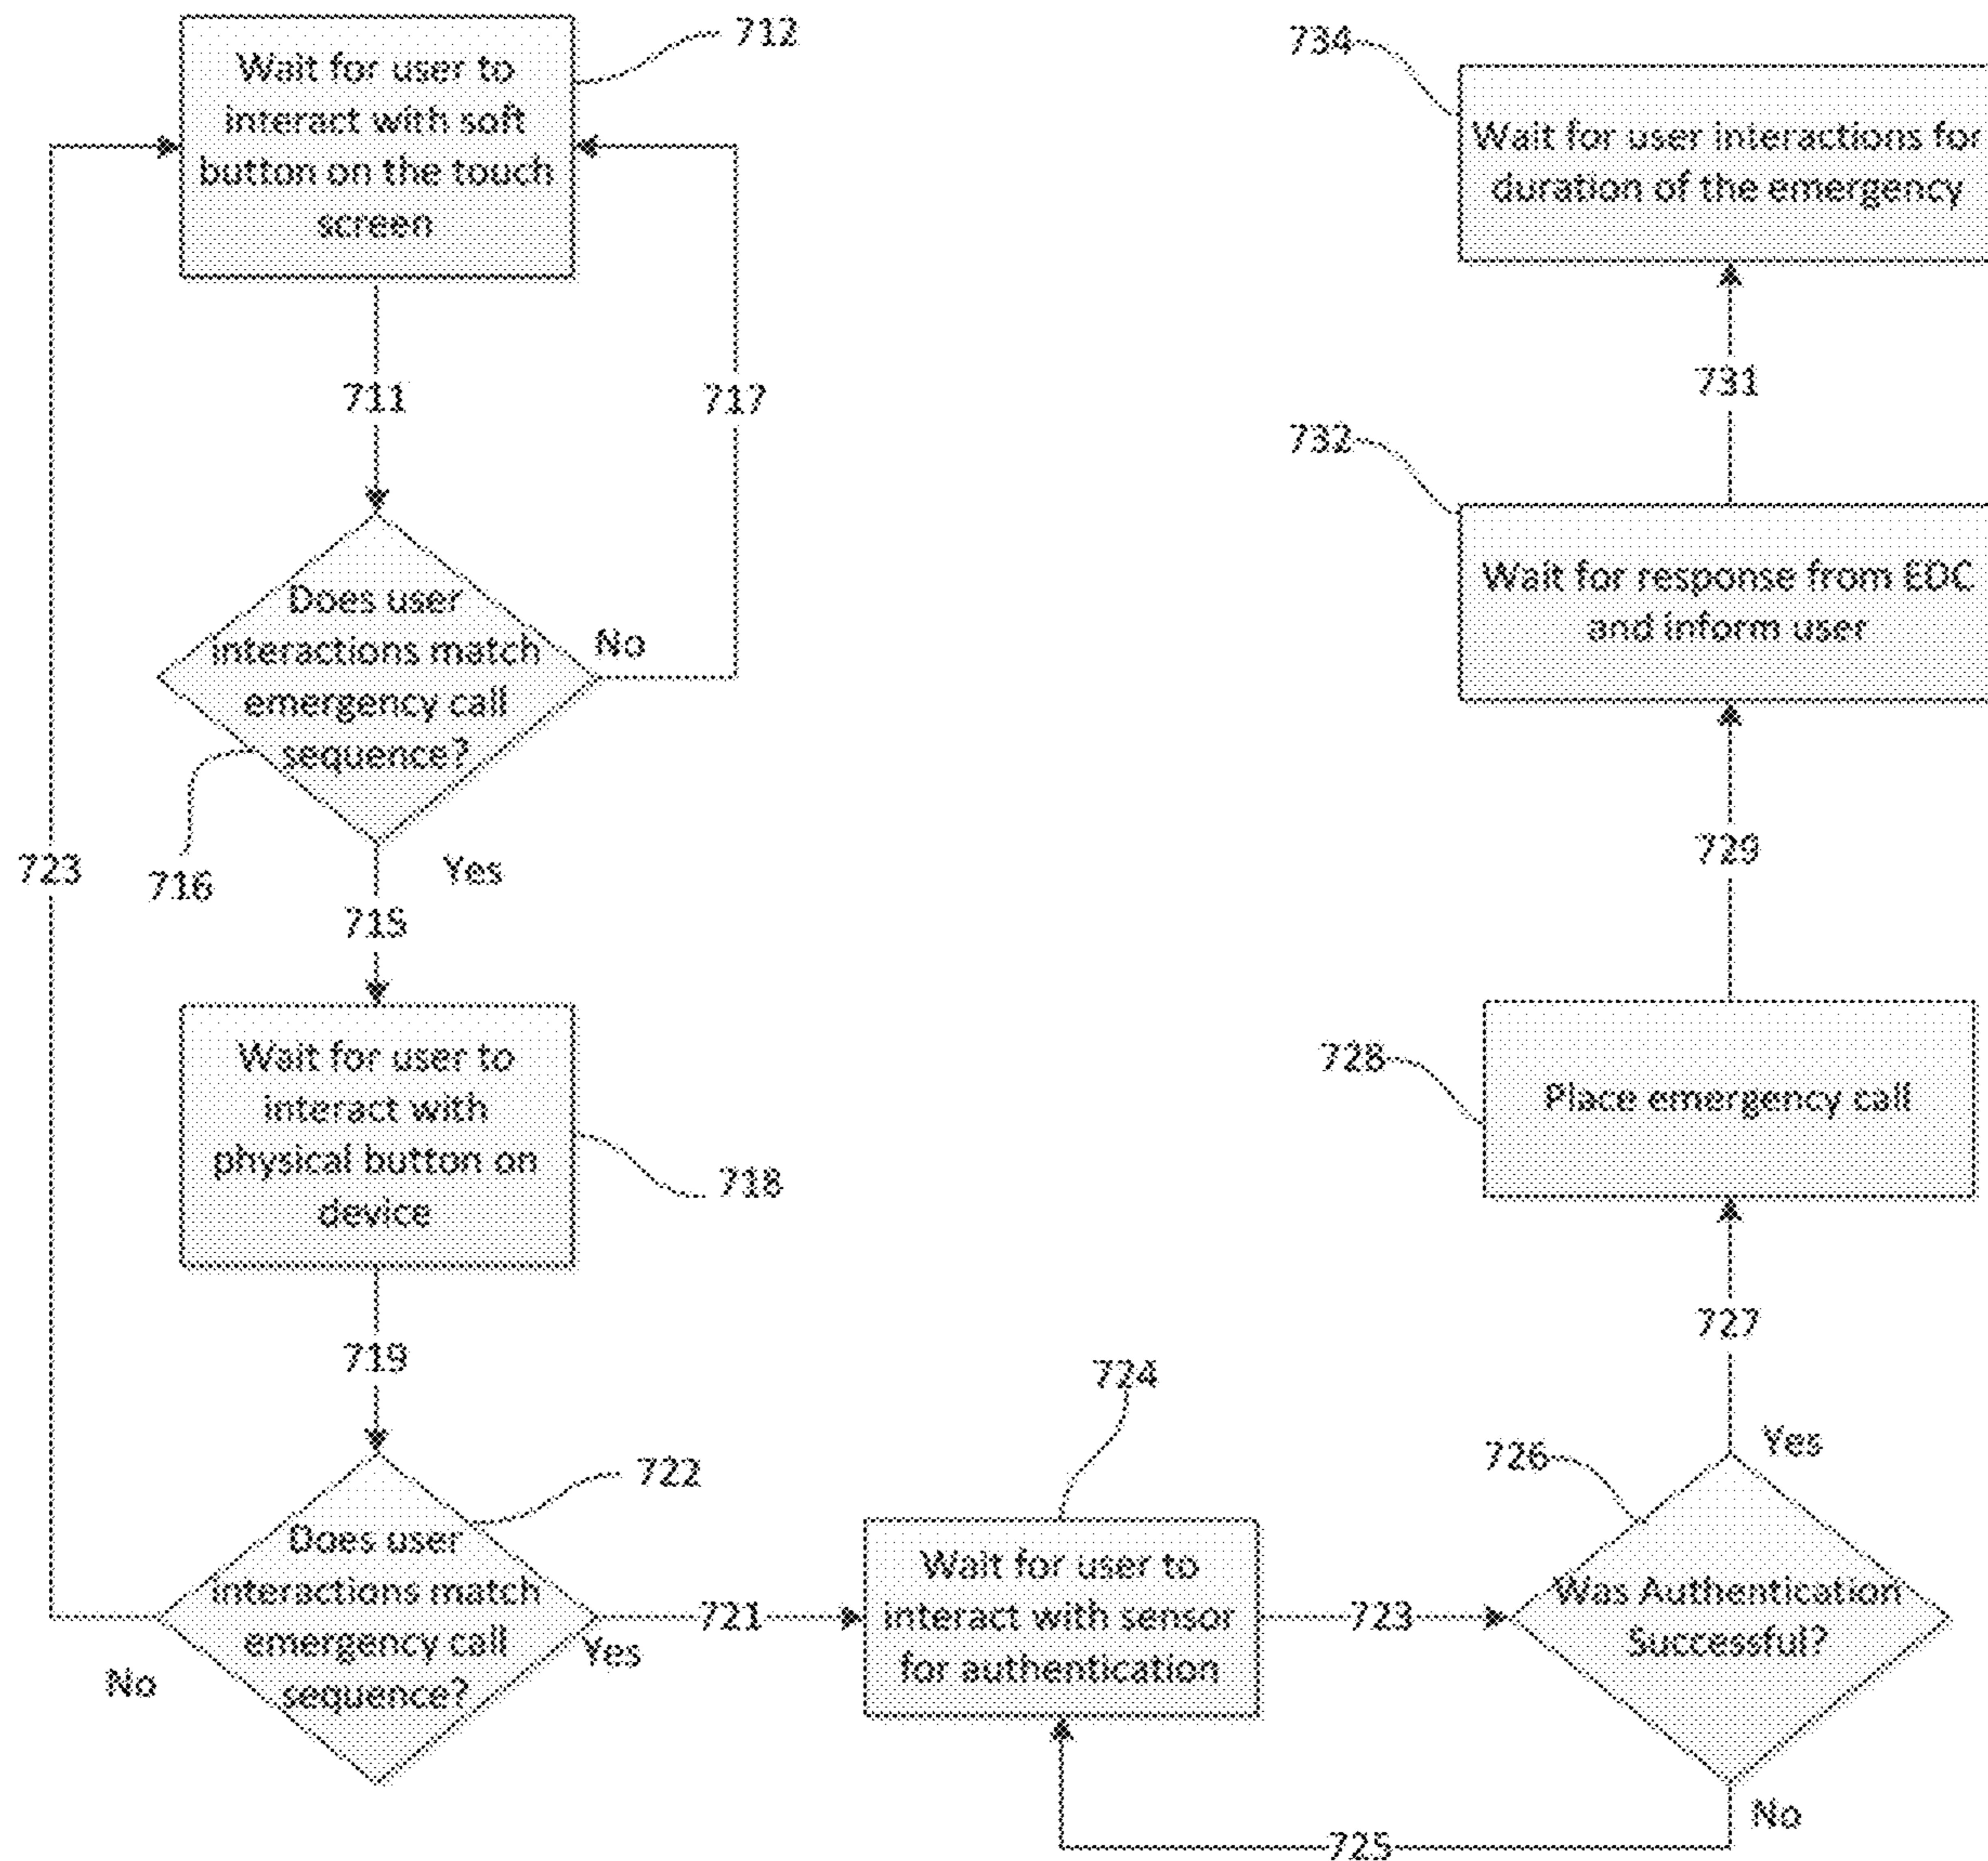 712
Wait for user to
interact with soft
button on the touch
screen
711
717
Does user
interactions match
emergency call
sequence?
No
716
Yes
723
715
Wait for user to
interact with
physical button on
device
718
719
722
Does user
interactions match
emergency call
sequence?
No
Yes
721
724
Wait for user to
interact with sensor
for authentication
723
726
Was Authentication
Successful?
Yes
No
725
727
728
Place emergency call
729
732
Wait for response from EDC
and inform user
731
734
Wait for user interactions for
duration of the emergency